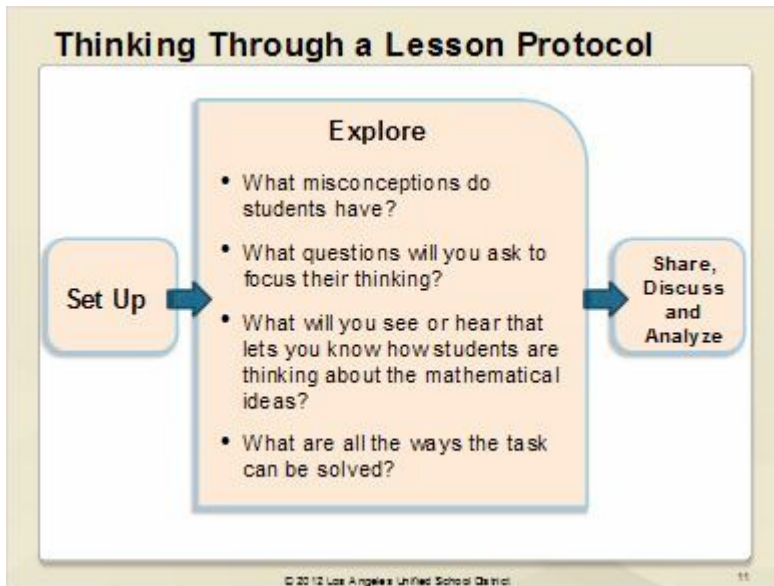 Thinking Through a Lesson Protocol
Explore
• What misconceptions do
students have?
• What questions will you ask to
focus their thinking?
• What will you see or hear that
lets you know how students are
thinking about the mathematical
ideas?
• What are all the ways the task
can be solved?
Set Up
Share,
Discuss
and
Analyze
© 2012 Los Angeles Unified School District
11